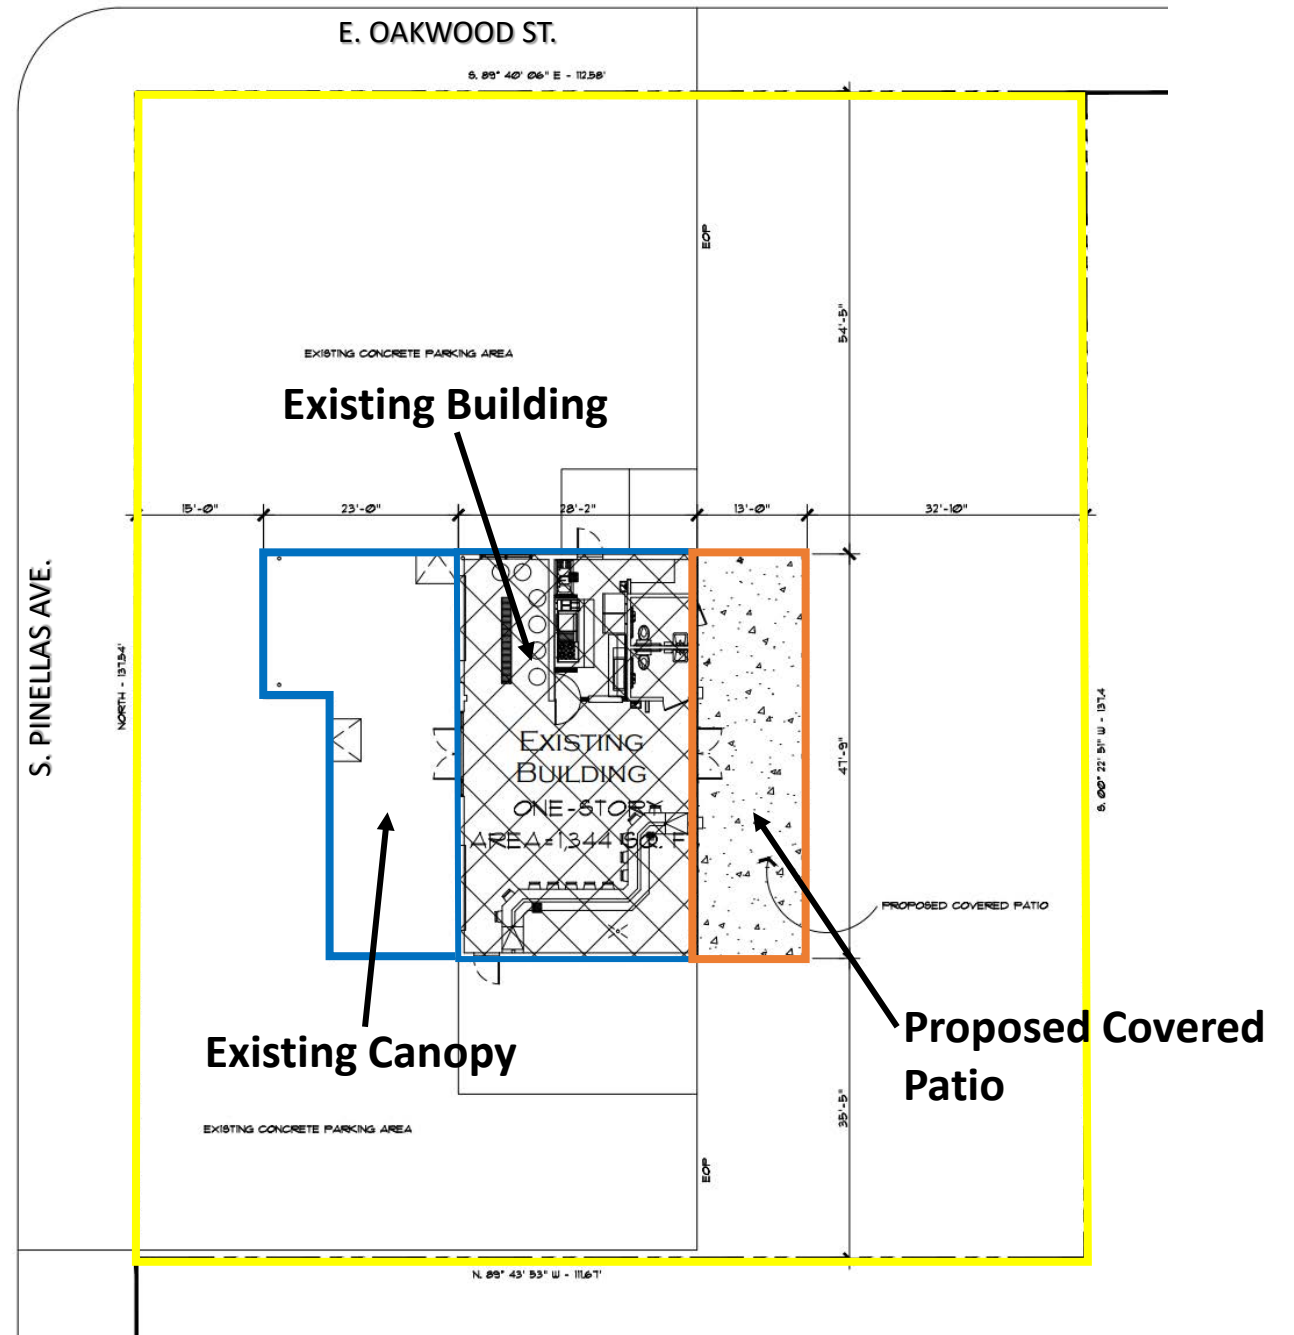 E. OAKWOOD ST.
S. 89° 40' 06" E - 112.58'
EOP
54'-5"
EXISTING CONCRETE PARKING AREA
Existing Building
15'-0"
23'-0"
28'-2"
13'-0"
32'-10"
S. PINELLAS AVE.
NORTH - 137.54'
EXISTING
BUILDING
ONE-STORY
AREA=1,344 SQ. F
47'-9"
S. 00° 22' 51" W - 137.4
PROPOSED COVERED PATIO
Existing Canopy
Proposed Covered
Patio
EXISTING CONCRETE PARKING AREA
35'-5"
EOP
N. 89° 43' 53" W - 111.67'